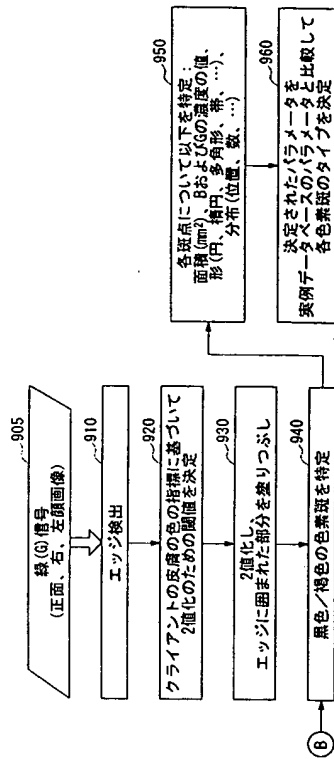 905
緑(G)信号
(正面、右、左顔画像)
910
エッジ検出
920
クライアントの皮膚の色の指標に基づいて
2値化のための閾値を決定
930
2値化し、
エッジに囲まれた部分を塗りつぶし
940
黒色/褐色の色素斑を特定
B
950
各斑点について以下を特定:
面積(mm²)、BおよびGの濃度の値、
形(円、楕円、多角形、帯、…)、
分布(位置、数、…)
960
決定されたパラメータを
実例データベースのパラメータと比較して
各色素斑のタイプを決定